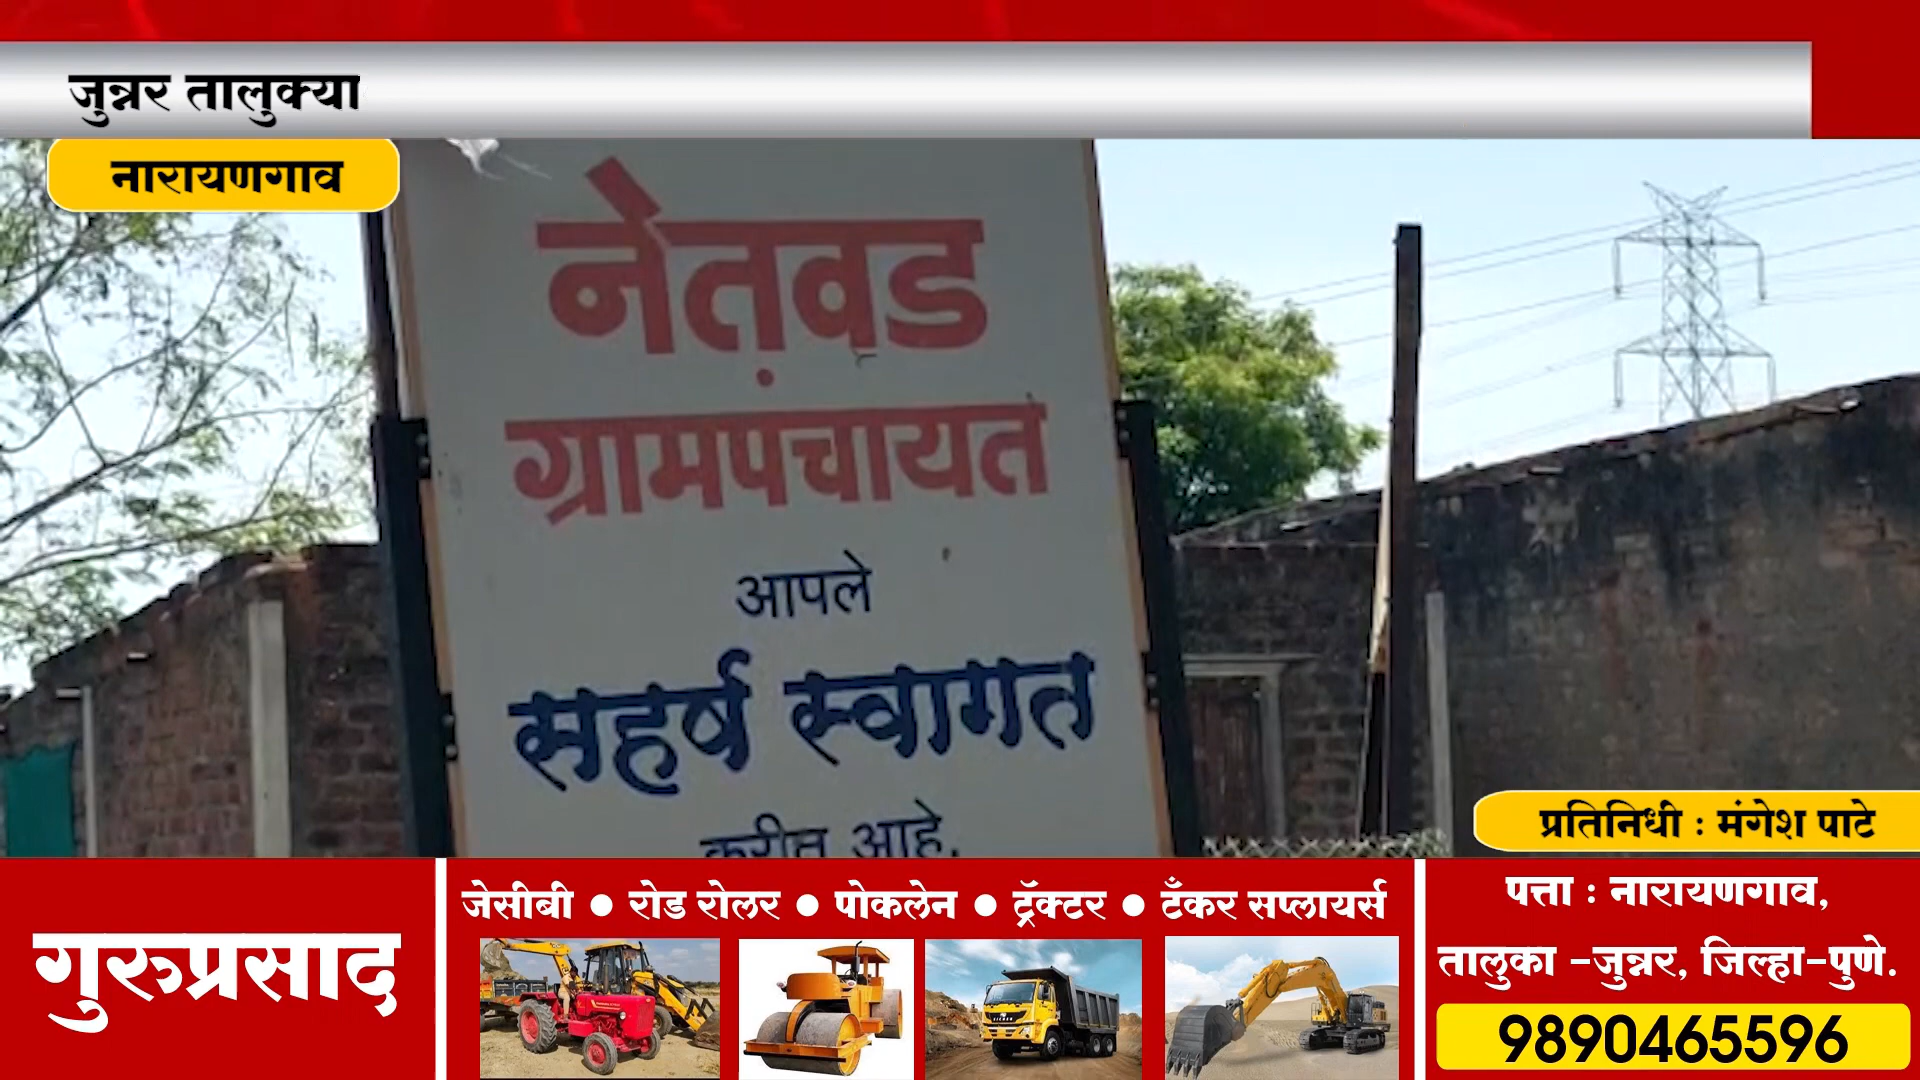 जुन्नर तालुक्या
नारायणगाव
नेतवड
ग्रामपंचायत
आपले
सहर्ष स्वागत
करीत आहे.
प्रतिनिधी : मंगेश पाटे
गुरुप्रसाद
जेसीबी ● रोड रोलर ● पोकलेन ● ट्रॅक्टर ● टँकर सप्लायर्स
पत्ता : नारायणगाव,
तालुका -जुन्नर, जिल्हा-पुणे.
9890465596